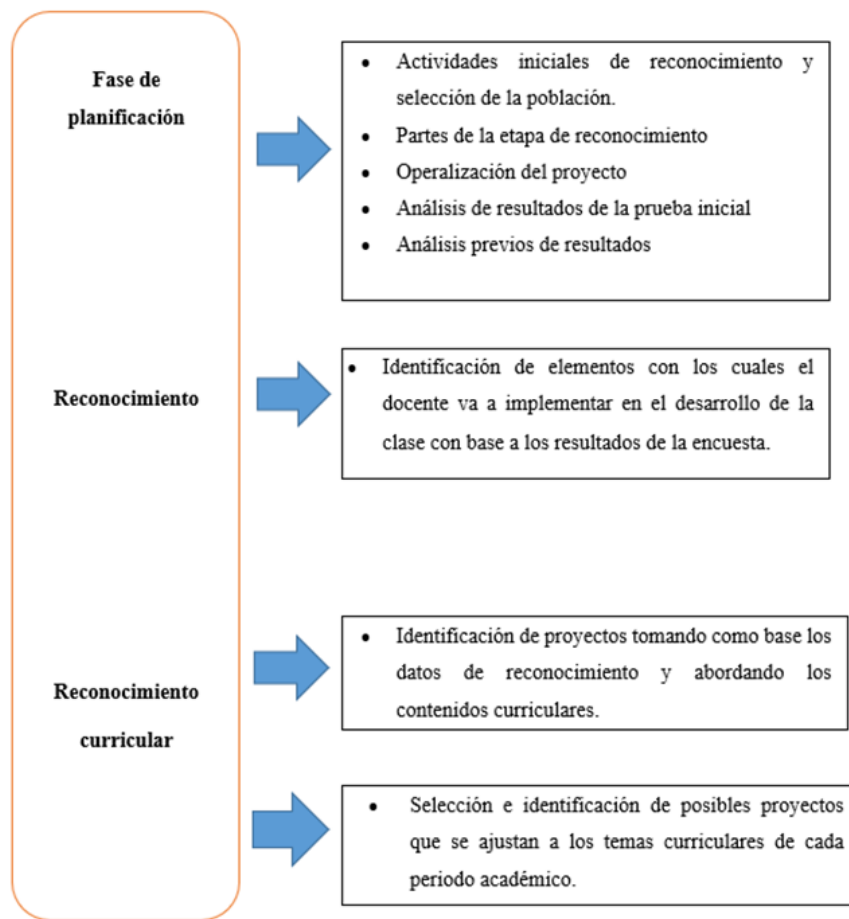 Fase de
planificación
• Actividades iniciales de reconocimiento y
selección de la población.
• Partes de la etapa de reconocimiento
• Operalización del proyecto
• Análisis de resultados de la prueba inicial
• Análisis previos de resultados
Reconocimiento
• Identificación de elementos con los cuales el
docente va a implementar en el desarrollo de la
clase con base a los resultados de la encuesta.
Reconocimiento
curricular
• Identificación de proyectos tomando como base los
datos de reconocimiento y abordando los
contenidos curriculares.
• Selección e identificación de posibles proyectos
que se ajustan a los temas curriculares de cada
periodo académico.